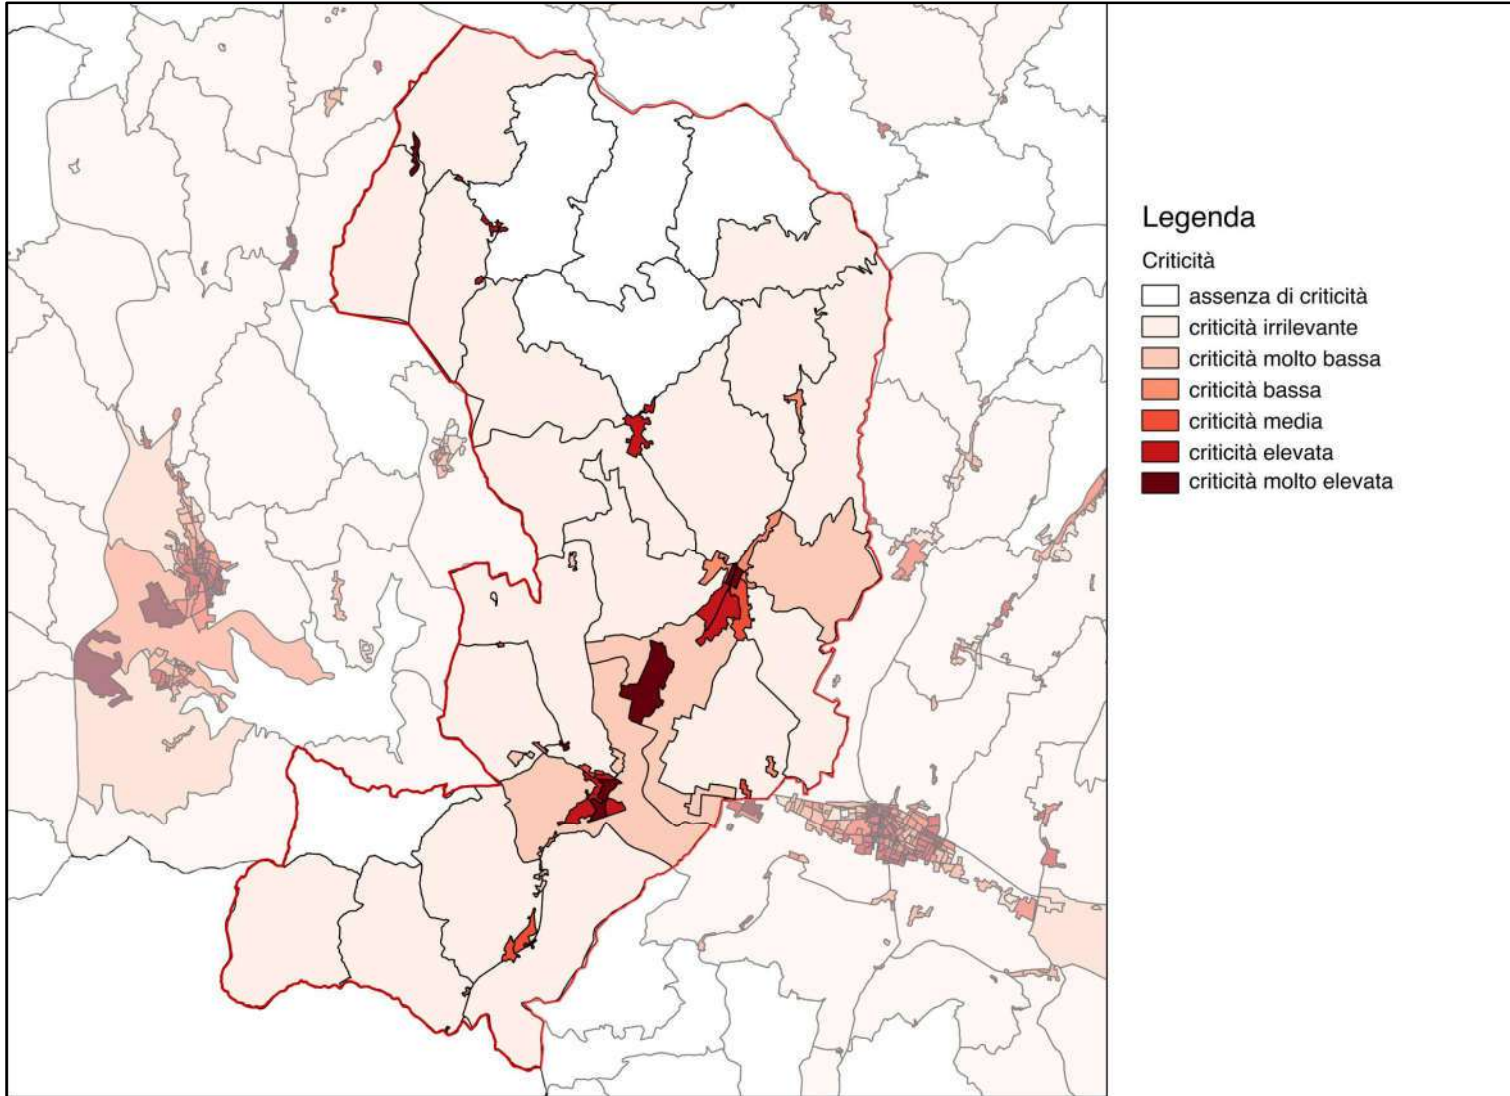 Legenda
Criticità
assenza di criticità
criticità irrilevante
criticità molto bassa
criticità bassa
criticità media
criticità elevata
criticità molto elevata